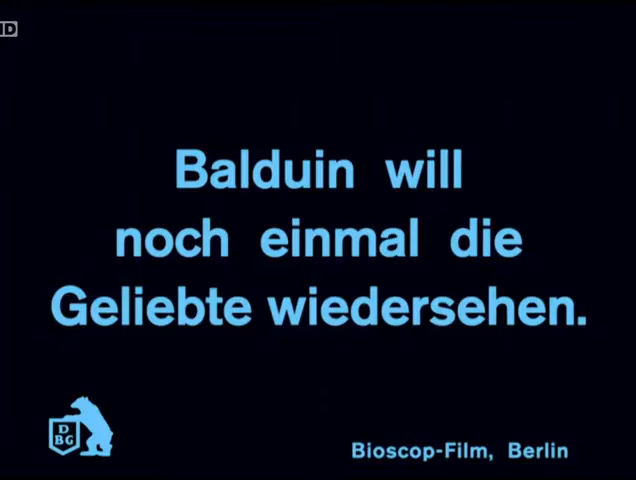 Balduin will
noch einmal die
Geliebte wiedersehen.
D
BG
Bioscop-Film, Berlin